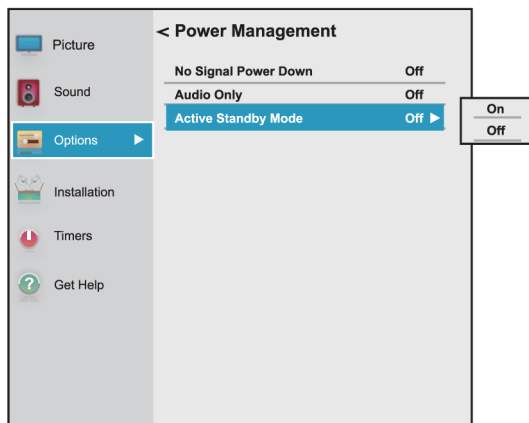 Picture
Sound
Options
Installation
Timers
Get Help
< Power Management
No Signal Power Down Off
Audio Only Off
Active Standby Mode Off
On
Off